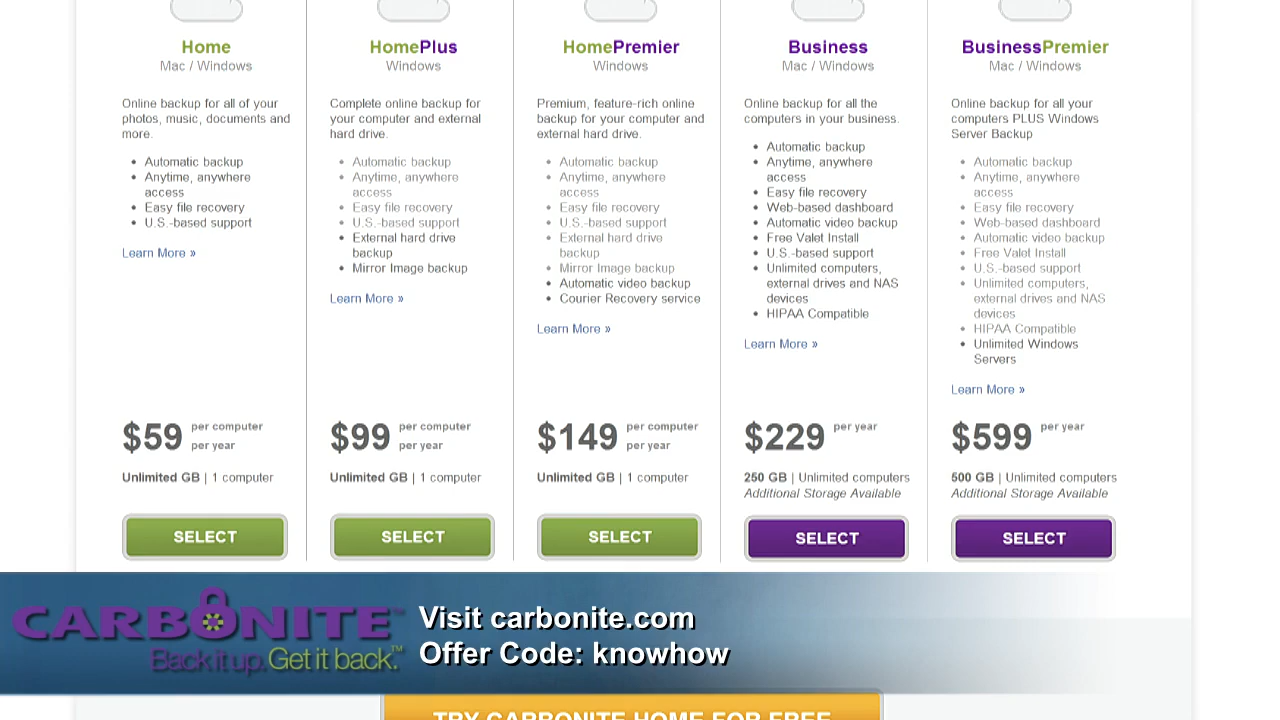 Home
Mac / Windows
Online backup for all of your
photos, music, documents and
more.
• Automatic backup
• Anytime, anywhere
access
• Easy file recovery
• U.S.-based support
Learn More »
$59 per computer
per year
Unlimited GB | 1 computer
SELECT
HomePlus
Windows
Complete online backup for
your computer and external
hard drive.
• Automatic backup
• Anytime, anywhere
access
• Easy file recovery
• U.S.-based support
• External hard drive
backup
• Mirror Image backup
Learn More »
$99 per computer
per year
Unlimited GB | 1 computer
SELECT
HomePremier
Windows
Premium, feature-rich online
backup for your computer and
external hard drive.
• Automatic backup
• Anytime, anywhere
access
• Easy file recovery
• U.S.-based support
• External hard drive
backup
• Mirror Image backup
• Automatic video backup
• Courier Recovery service
Learn More »
$149 per computer
per year
Unlimited GB | 1 computer
SELECT
Business
Mac / Windows
Online backup for all the
computers in your business.
• Automatic backup
• Anytime, anywhere
access
• Easy file recovery
• Web-based dashboard
• Automatic video backup
• Free Valet Install
• U.S.-based support
• Unlimited computers,
external drives and NAS
devices
• HIPAA Compatible
Learn More »
$229 per year
250 GB | Unlimited computers
Additional Storage Available
SELECT
BusinessPremier
Mac / Windows
Online backup for all your
computers PLUS Windows
Server Backup
• Automatic backup
• Anytime, anywhere
access
• Easy file recovery
• Web-based dashboard
• Automatic video backup
• Free Valet Install
• U.S.-based support
• Unlimited computers,
external drives and NAS
devices
• HIPAA Compatible
• Unlimited Windows
Servers
Learn More »
$599 per year
500 GB | Unlimited computers
Additional Storage Available
SELECT
CARBONITE™
Back it up. Get it back.™
Visit carbonite.com
Offer Code: knowhow
TRY CARBONITE HOME FOR FREE